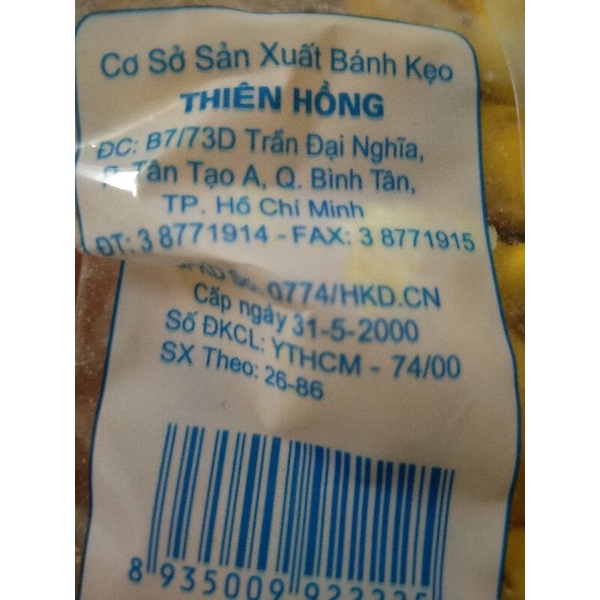 Cơ Sở Sản Xuất Bánh Kẹo
THIÊN HỒNG
ĐC: B7/73D Trần Đại Nghĩa,
P. Tân Tạo A, Q. Bình Tân,
TP. Hồ Chí Minh
ĐT: 3 8771914 - FAX: 3 8771915
0774/HKD.CN
Cấp ngày 31-5-2000
Số ĐKCL: YTHCM - 74/00
SX Theo: 26-86
8 935009 922335